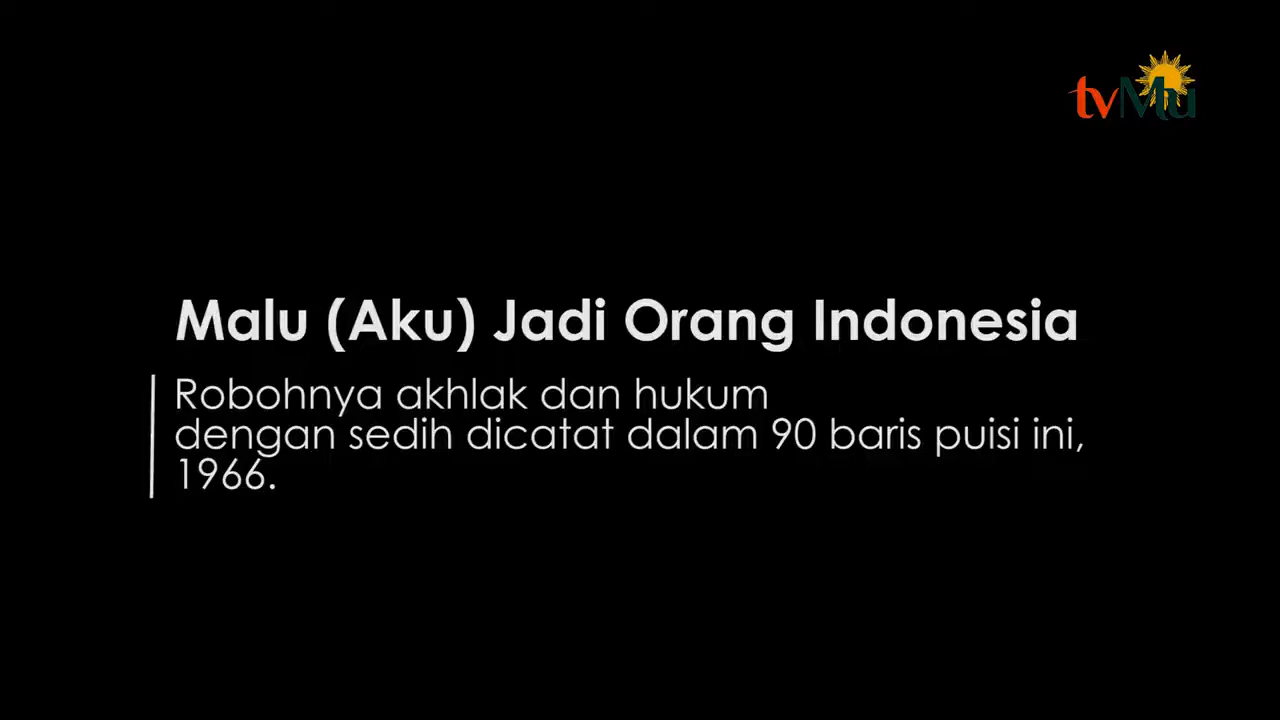 tvMu
Malu (Aku) Jadi Orang Indonesia
Robohnya akhlak dan hukum
dengan sedih dicatat dalam 90 baris puisi ini,
1966.